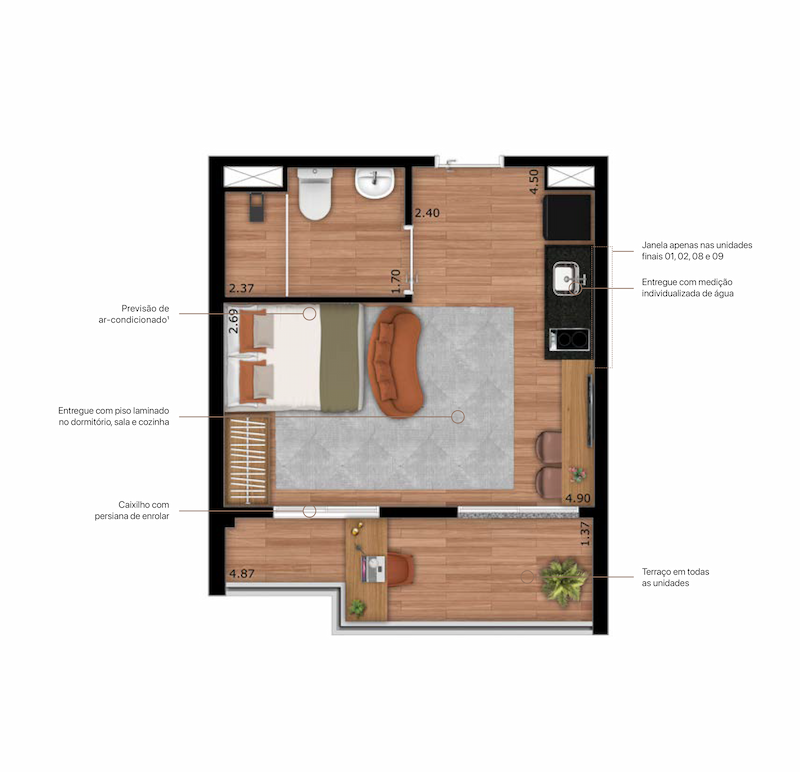 4.50
2.40
Janela apenas nas unidades
finais 01, 02, 08 e 09
1.70
2.37
Entregue com medição
individualizada de água
Previsão de
ar-condicionado¹
2.69
Entregue com piso laminado
no dormitório, sala e cozinha
4.90
Caixilho com
persiana de enrolar
1.37
4.87
Terraço em todas
as unidades